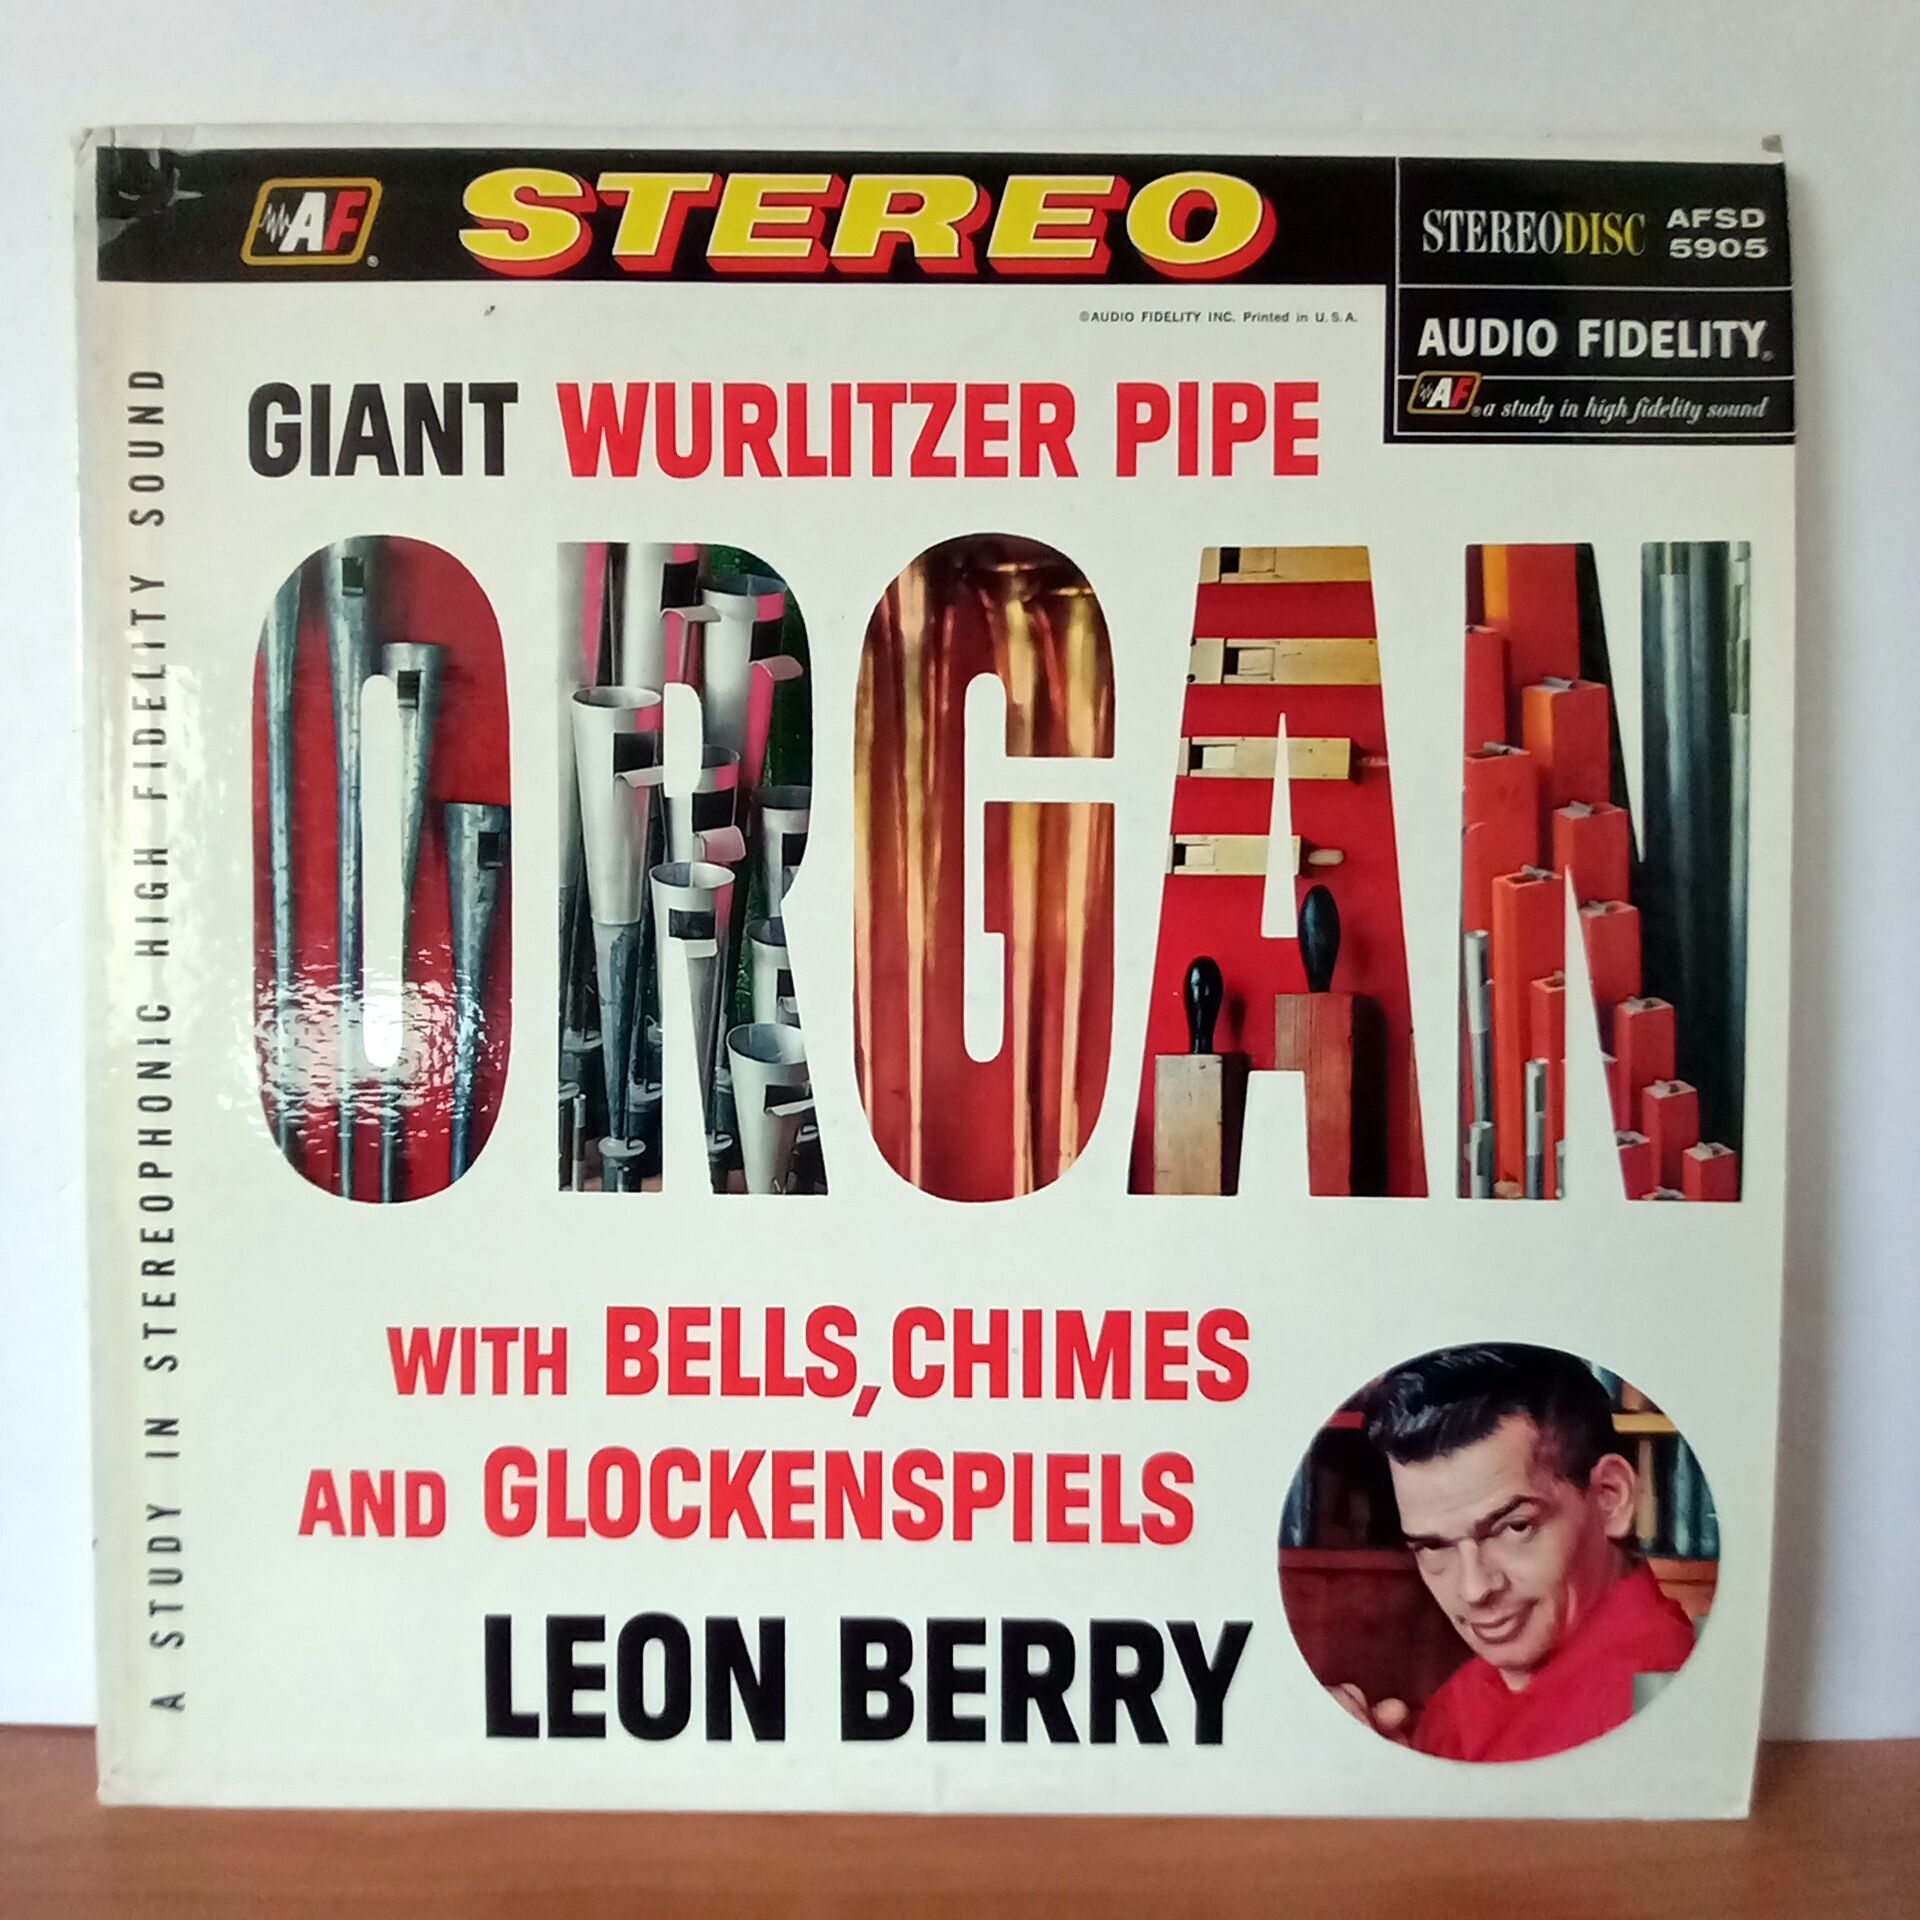 AF®
STEREO
STEREODISC AFSD 5905
AUDIO FIDELITY®
AF® a study in high fidelity sound
©AUDIO FIDELITY INC. Printed in U.S.A.
A STUDY IN STEREOPHONIC HIGH FIDELITY SOUND
GIANT WURLITZER PIPE
ORGAN
WITH BELLS, CHIMES
AND GLOCKENSPIELS
LEON BERRY